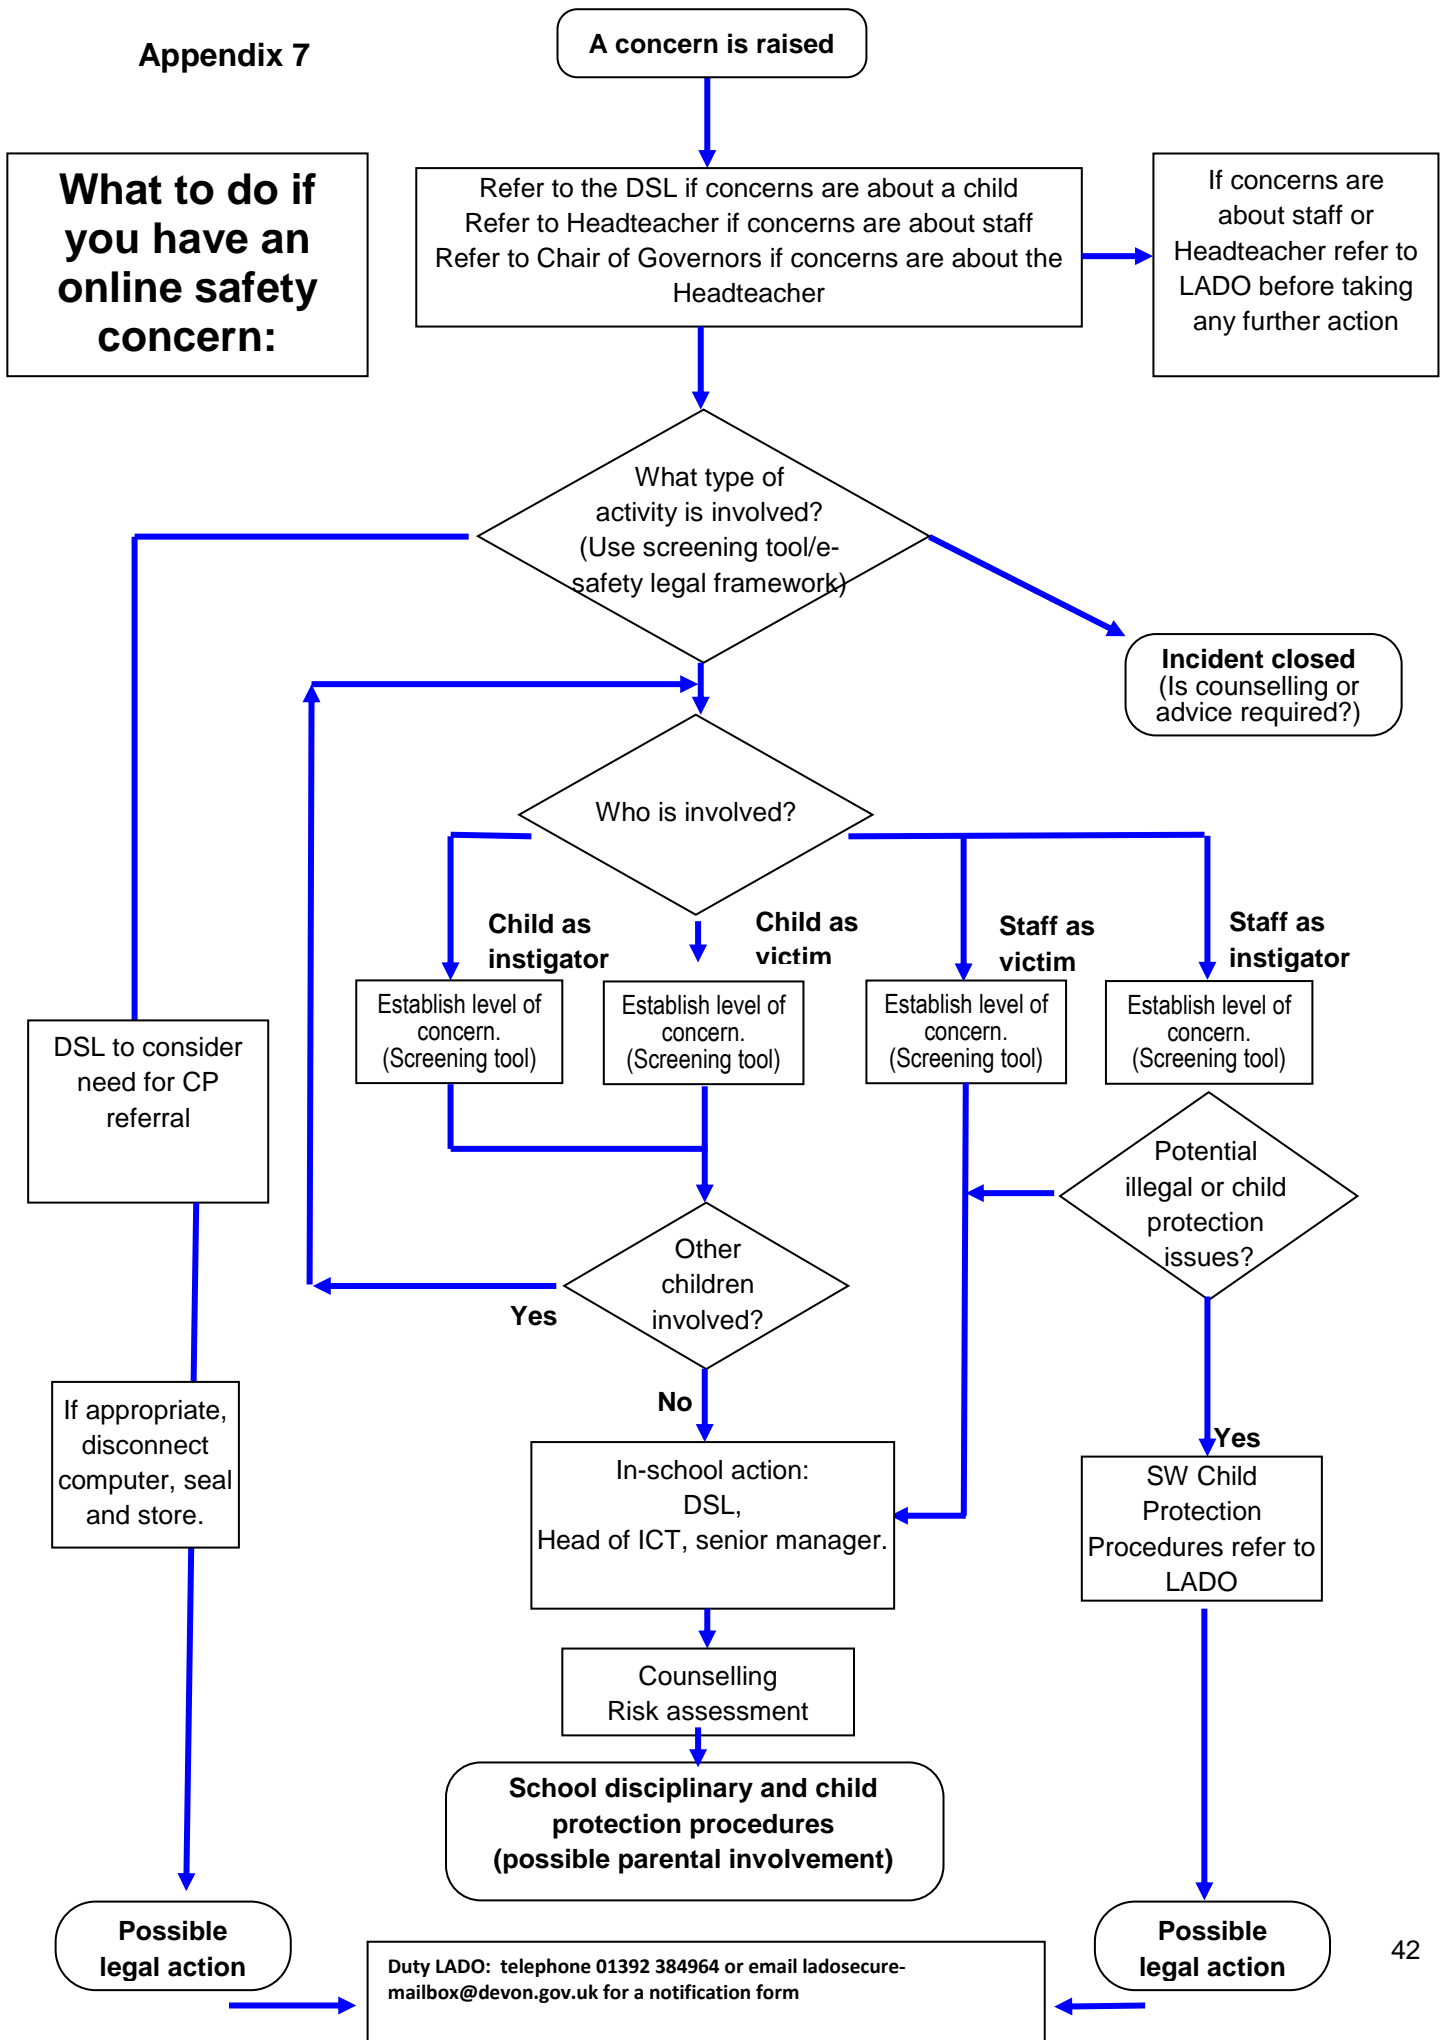 Appendix 7
A concern is raised
What to do if
you have an
online safety
concern:
Refer to the DSL if concerns are about a child
Refer to Headteacher if concerns are about staff
Refer to Chair of Governors if concerns are about the
Headteacher
If concerns are
about staff or
Headteacher refer to
LADO before taking
any further action
What type of
activity is involved?
(Use screening tool/e-
safety legal framework)
Incident closed
(Is counselling or
advice required?)
Who is involved?
Child as
instigator
Child as
victim
Staff as
victim
Staff as
instigator
Establish level of
concern.
(Screening tool)
Establish level of
concern.
(Screening tool)
Establish level of
concern.
(Screening tool)
Establish level of
concern.
(Screening tool)
DSL to consider
need for CP
referral
Potential
illegal or child
protection
issues?
Other
children
involved?
Yes
No
If appropriate,
disconnect
computer, seal
and store.
In-school action:
DSL,
Head of ICT, senior manager.
Yes
SW Child
Protection
Procedures refer to
LADO
Counselling
Risk assessment
School disciplinary and child
protection procedures
(possible parental involvement)
Possible
legal action
Possible
legal action
Duty LADO: telephone 01392 384964 or email ladosecure-
mailbox@devon.gov.uk for a notification form
42